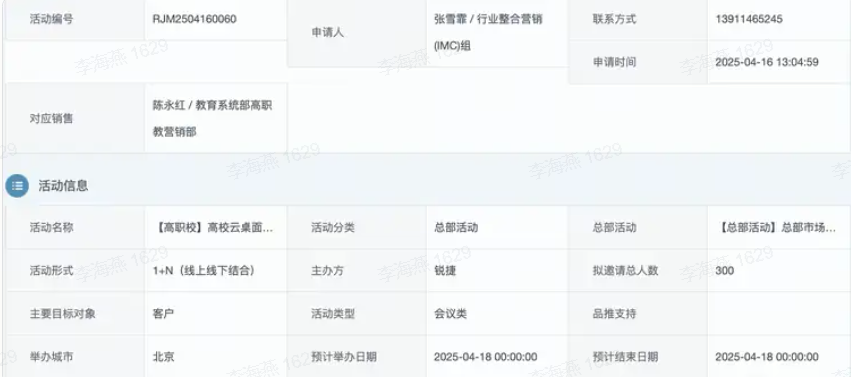 活动编号 RJM2504160060 申请人 张雪霏 / 行业整合营销(IMC)组 联系方式 13911465245
申请时间 2025-04-16 13:04:59
对应销售 陈永红 / 教育系统部高职教营销部
活动信息
活动名称 【高职校】高校云桌面... 活动分类 总部活动 总部活动 【总部活动】总部市场...
活动形式 1+N（线上线下结合） 主办方 锐捷 拟邀请总人数 300
主要目标对象 客户 活动类型 会议类 品推支持
举办城市 北京 预计举办日期 2025-04-18 00:00:00 预计结束日期 2025-04-18 00:00:00
李海燕 1629